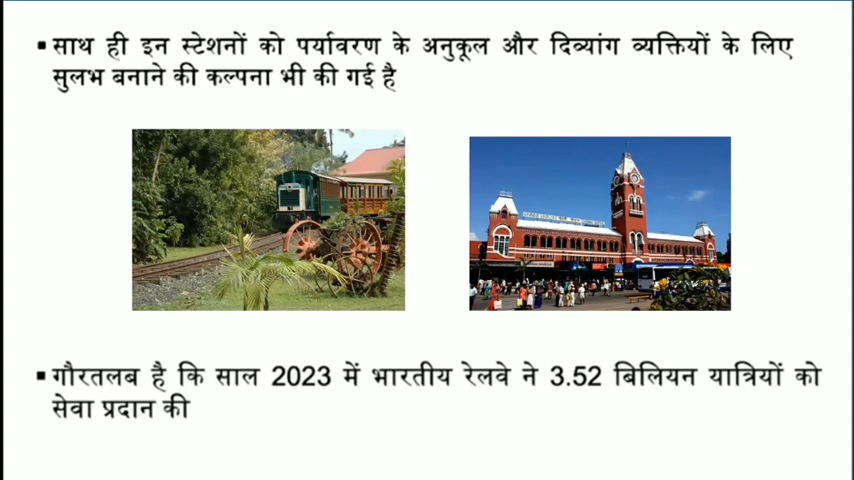 ▪साथ ही इन स्टेशनों को पर्यावरण के अनुकूल और दिव्यांग व्यक्तियों के लिए
सुलभ बनाने की कल्पना भी की गई है
▪गौरतलब है कि साल 2023 में भारतीय रेलवे ने 3.52 बिलियन यात्रियों को
सेवा प्रदान की